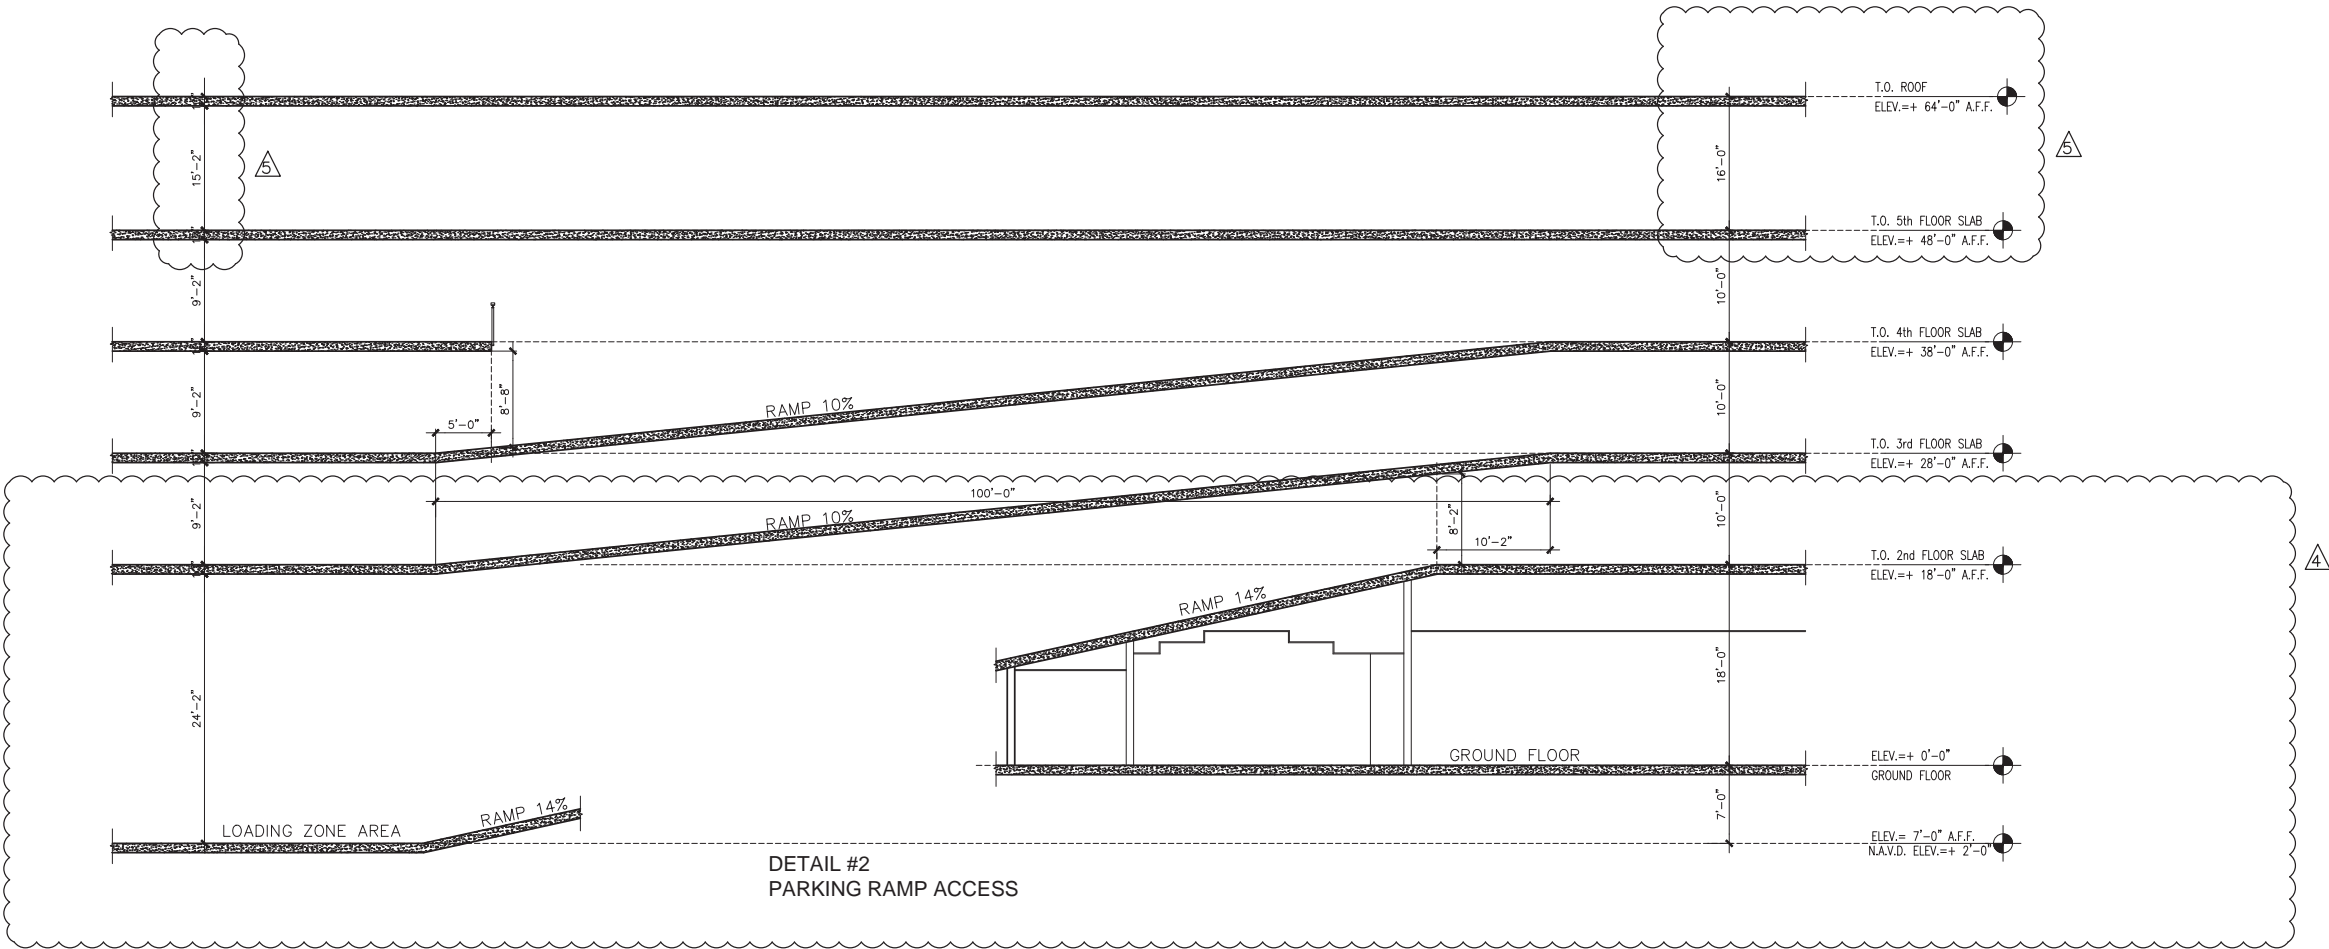 T.O. ROOF
ELEV.=+ 64'-0" A.F.F.
5
5
15'-2"
16'-0"
T.O. 5th FLOOR SLAB
ELEV.=+ 48'-0" A.F.F.
9'-2"
10'-0"
T.O. 4th FLOOR SLAB
ELEV.=+ 38'-0" A.F.F.
9'-2"
8'-8"
5'-0"
RAMP 10%
10'-0"
T.O. 3rd FLOOR SLAB
ELEV.=+ 28'-0" A.F.F.
9'-2"
100'-0"
RAMP 10%
8'-2"
10'-2"
10'-0"
T.O. 2nd FLOOR SLAB
ELEV.=+ 18'-0" A.F.F.
4
RAMP 14%
24'-2"
18'-0"
GROUND FLOOR
ELEV.=+ 0'-0"
GROUND FLOOR
7'-0"
LOADING ZONE AREA
RAMP 14%
ELEV.= 7'-0" A.F.F.
N.A.V.D. ELEV.=+ 2'-0"
DETAIL #2
PARKING RAMP ACCESS